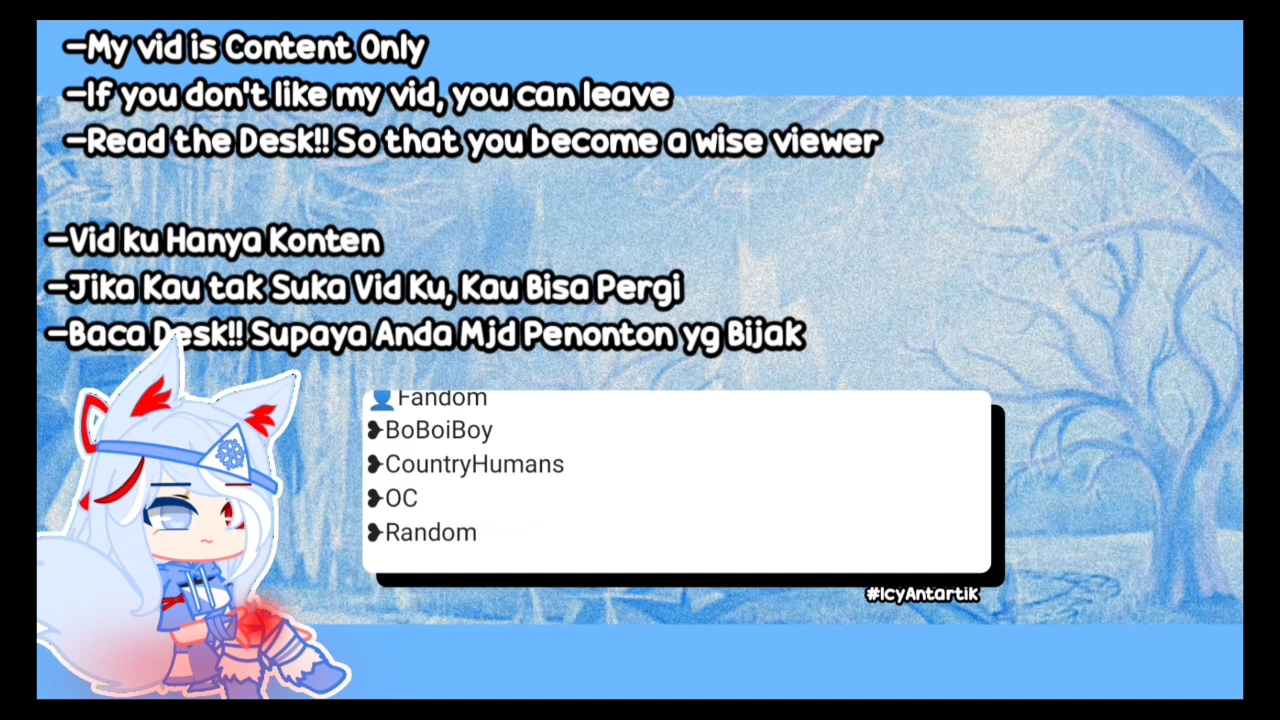 -My vid is Content Only
-If you don't like my vid, you can leave
-Read the Desk!! So that you become a wise viewer
-Vid ku Hanya Konten
-Jika Kau tak Suka Vid Ku, Kau Bisa Pergi
-Baca Desk!! Supaya Anda Mjd Penonton yg Bijak
👤Fandom
❥BoBoiBoy
❥CountryHumans
❥OC
❥Random
#IcyAntartik